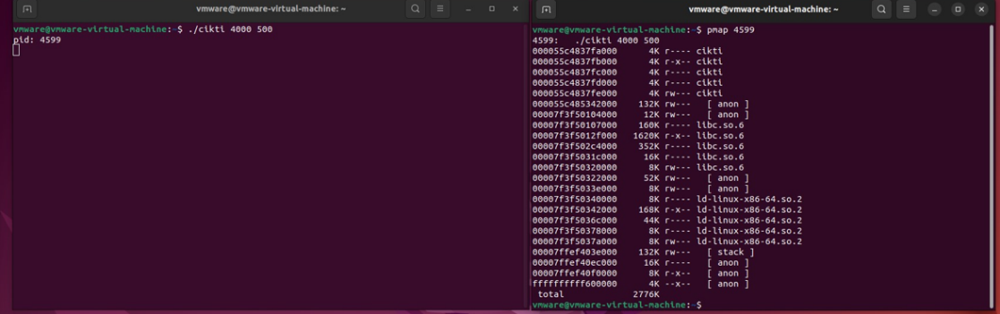 vmware@vmware-virtual-machine: ~
vmware@vmware-virtual-machine:~$ ./cikti 4000 500
pid: 4599
vmware@vmware-virtual-machine: ~
vmware@vmware-virtual-machine:~$ pmap 4599
4599:   ./cikti 4000 500
000055c4837fa000      4K r---- cikti
000055c4837fb000      4K r-x-- cikti
000055c4837fc000      4K r---- cikti
000055c4837fd000      4K r---- cikti
000055c4837fe000      4K rw--- cikti
000055c485342000    132K rw---   [ anon ]
00007f3f50104000     12K rw---   [ anon ]
00007f3f50107000    160K r---- libc.so.6
00007f3f5012f000   1620K r-x-- libc.so.6
00007f3f502c4000    352K r---- libc.so.6
00007f3f5031c000     16K r---- libc.so.6
00007f3f50320000      8K rw--- libc.so.6
00007f3f50322000     52K rw---   [ anon ]
00007f3f5033e000      8K rw---   [ anon ]
00007f3f50340000      8K r---- ld-linux-x86-64.so.2
00007f3f50342000    168K r-x-- ld-linux-x86-64.so.2
00007f3f5036c000     44K r---- ld-linux-x86-64.so.2
00007f3f50378000      8K r---- ld-linux-x86-64.so.2
00007f3f5037a000      8K rw--- ld-linux-x86-64.so.2
00007ffef403e000    132K rw---   [ stack ]
00007ffef40ec000     16K r----   [ anon ]
00007ffef40f0000      8K r-x--   [ anon ]
ffffffffff600000      4K --x--   [ anon ]
 total             2776K
vmware@vmware-virtual-machine:~$